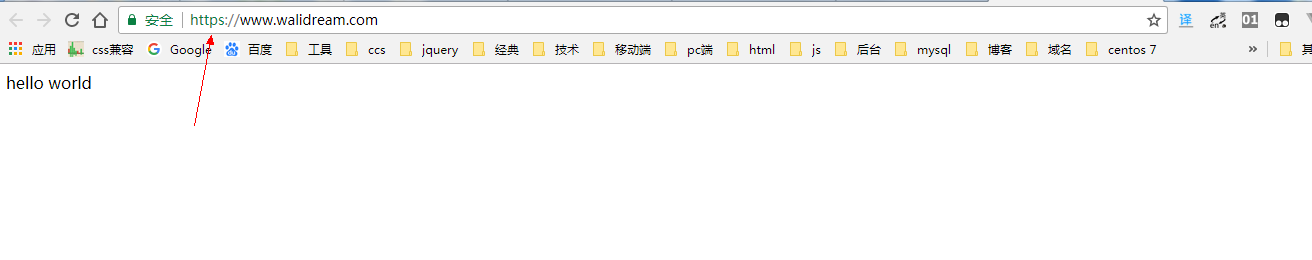 安全 https://www.walidream.com 译 en 01
应用 css兼容 Google 百度 工具 ccs jquery 经典 技术 移动端 pc端 html js 后台 mysql 博客 域名 centos 7 »
hello world